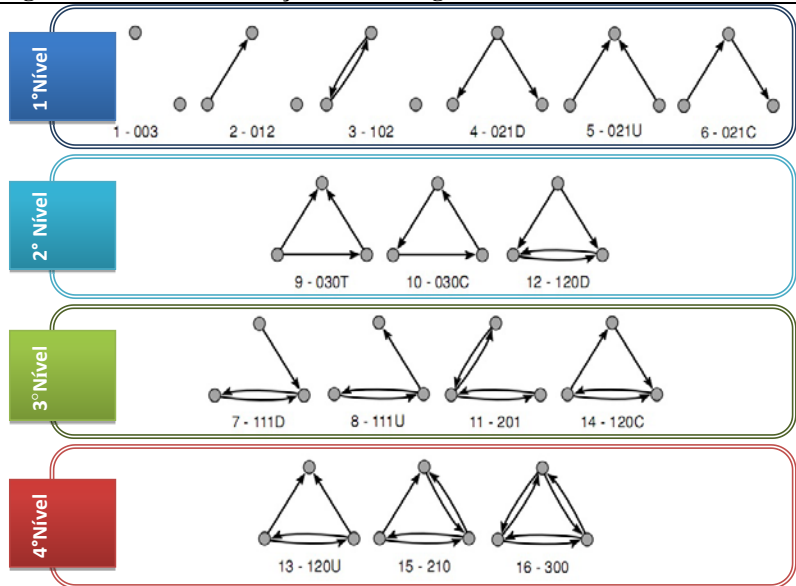 1°Nível
1 - 003
2 - 012
3 - 102
4 - 021D
5 - 021U
6 - 021C
2° Nível
9 - 030T
10 - 030C
12 - 120D
3°Nível
7 - 111D
8 - 111U
11 - 201
14 - 120C
4°Nível
13 - 120U
15 - 210
16 - 300